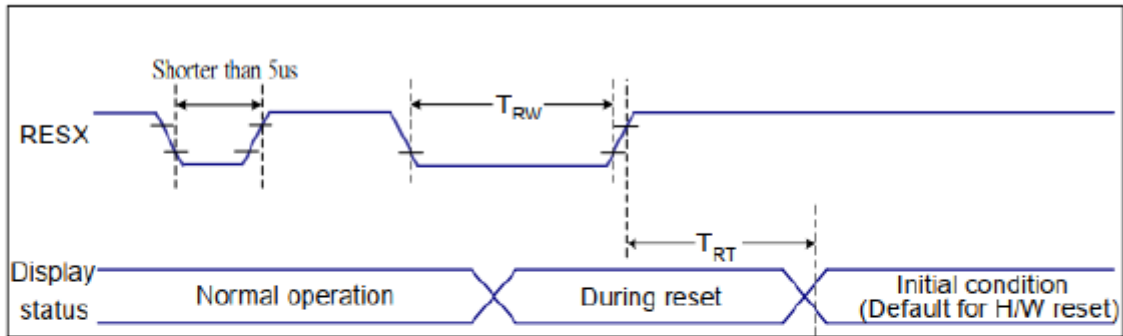 Shorter than 5us
RESX
TRW
TRT
Display
status
Normal operation
During reset
Initial condition
(Default for H/W reset)